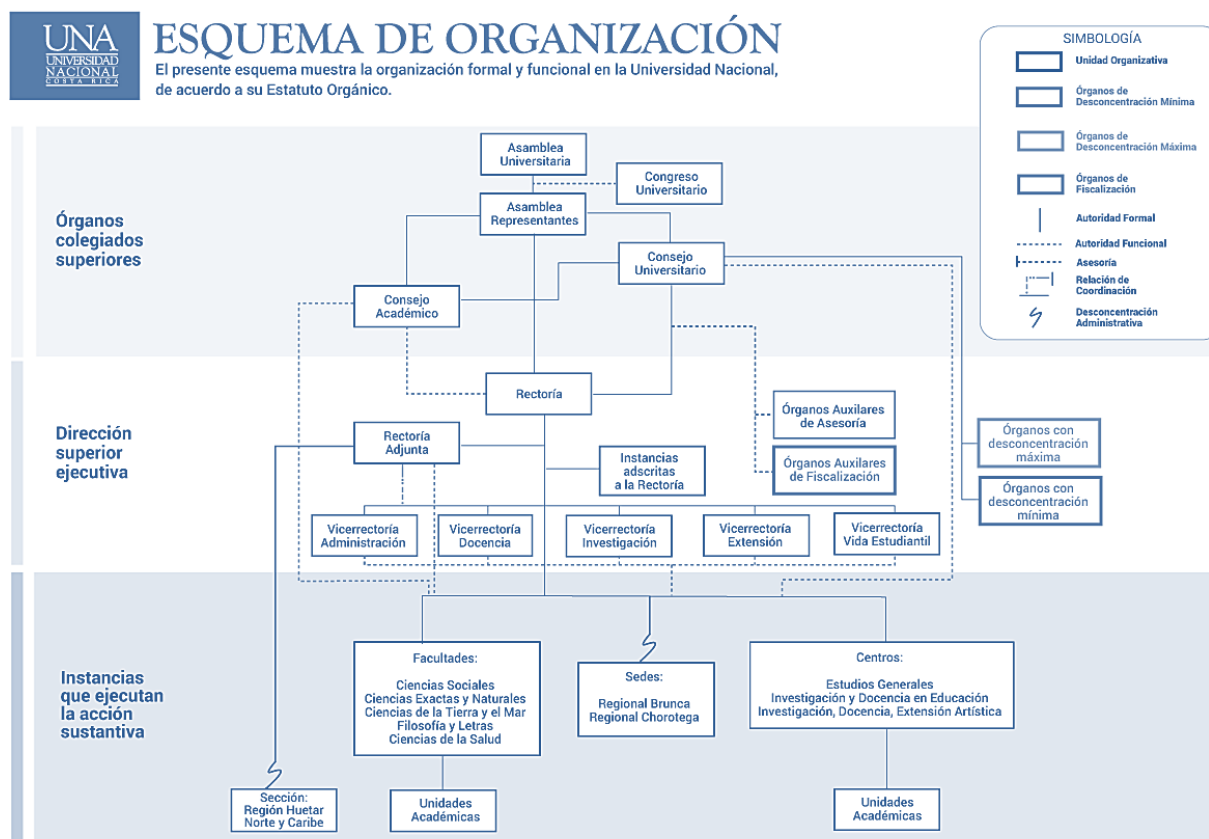 UNA
UNIVERSIDAD
NACIONAL
COSTA RICA
ESQUEMA DE ORGANIZACIÓN
El presente esquema muestra la organización formal y funcional en la Universidad Nacional,
de acuerdo a su Estatuto Orgánico.
SIMBOLOGÍA
Unidad Organizativa
Órganos de
Desconcentración Mínima
Órganos de
Desconcentración Máxima
Órganos de
Fiscalización
Autoridad Formal
Autoridad Funcional
Asesoría
Relación de
Coordinación
Desconcentración
Administrativa
Órganos
colegiados
superiores
Asamblea
Universitaria
Congreso
Universitario
Asamblea
Representantes
Consejo
Universitario
Consejo
Académico
Dirección
superior
ejecutiva
Rectoría
Rectoría
Adjunta
Instancias
adscritas
a la Rectoría
Órganos Auxilares
de Asesoría
Órganos Auxilares
de Fiscalización
Órganos con
desconcentración
máxima
Órganos con
desconcentración
mínima
Vicerrectoría
Administración
Vicerrectoría
Docencia
Vicerrectoría
Investigación
Vicerrectoría
Extensión
Vicerrectoría
Vida Estudiantil
Instancias
que ejecutan
la acción
sustantiva
Facultades:
Ciencias Sociales
Ciencias Exactas y Naturales
Ciencias de la Tierra y el Mar
Filosofía y Letras
Ciencias de la Salud
Sedes:
Regional Brunca
Regional Chorotega
Centros:
Estudios Generales
Investigación y Docencia en Educación
Investigación, Docencia, Extensión Artística
Sección:
Región Huetar
Norte y Caribe
Unidades
Académicas
Unidades
Académicas